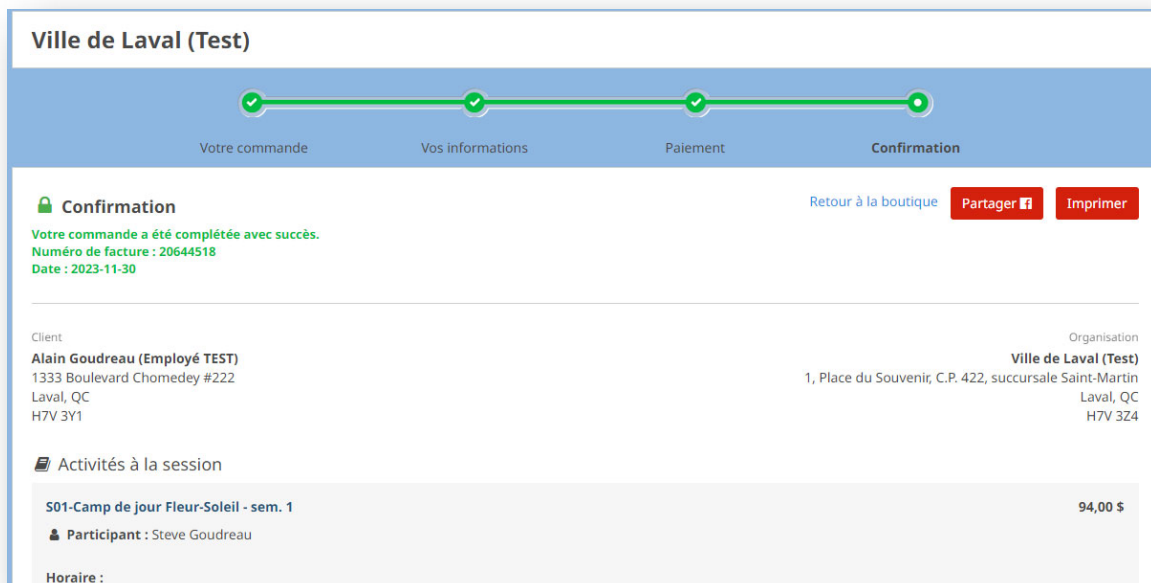 Ville de Laval (Test)
Votre commande
Vos informations
Paiement
Confirmation
Confirmation
Retour à la boutique
Partager
Imprimer
Votre commande a été complétée avec succès.
Numéro de facture : 20644518
Date : 2023-11-30
Client
Alain Goudreau (Employé TEST)
1333 Boulevard Chomedey #222
Laval, QC
H7V 3Y1
Organisation
Ville de Laval (Test)
1, Place du Souvenir, C.P. 422, succursale Saint-Martin
Laval, QC
H7V 3Z4
Activités à la session
S01-Camp de jour Fleur-Soleil - sem. 1
94,00 $
Participant : Steve Goudreau
Horaire :